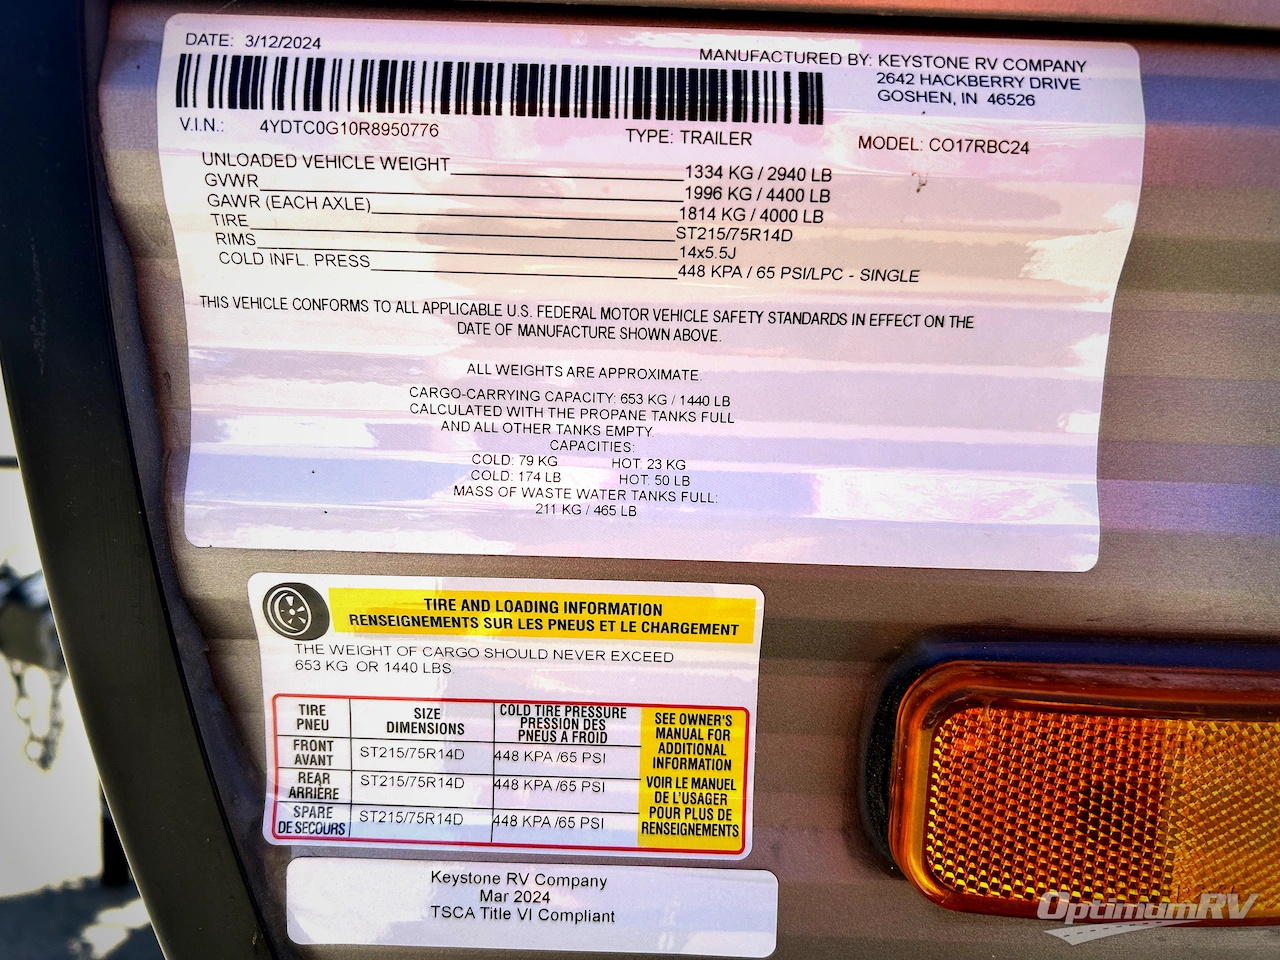 DATE: 3/12/2024
MANUFACTURED BY: KEYSTONE RV COMPANY
2642 HACKBERRY DRIVE
GOSHEN, IN 46526
V.I.N.: 4YDTC0G10R8950776
TYPE: TRAILER
MODEL: CO17RBC24
UNLOADED VEHICLE WEIGHT 1334 KG / 2940 LB
GVWR 1996 KG / 4400 LB
GAWR (EACH AXLE) 1814 KG / 4000 LB
TIRE ST215/75R14D
RIMS 14x5.5J
COLD INFL. PRESS 448 KPA / 65 PSI/LPC - SINGLE
THIS VEHICLE CONFORMS TO ALL APPLICABLE U.S. FEDERAL MOTOR VEHICLE SAFETY STANDARDS IN EFFECT ON THE
DATE OF MANUFACTURE SHOWN ABOVE.
ALL WEIGHTS ARE APPROXIMATE.
CARGO-CARRYING CAPACITY: 653 KG / 1440 LB
CALCULATED WITH THE PROPANE TANKS FULL
AND ALL OTHER TANKS EMPTY.
CAPACITIES:
COLD: 79 KG HOT: 23 KG
COLD: 174 LB HOT: 50 LB
MASS OF WASTE WATER TANKS FULL:
211 KG / 465 LB
TIRE AND LOADING INFORMATION
RENSEIGNEMENTS SUR LES PNEUS ET LE CHARGEMENT
THE WEIGHT OF CARGO SHOULD NEVER EXCEED
653 KG OR 1440 LBS.
TIRE
PNEU
SIZE
DIMENSIONS
COLD TIRE PRESSURE
PRESSION DES
PNEUS A FROID
FRONT
AVANT
ST215/75R14D
448 KPA /65 PSI
REAR
ARRIÈRE
ST215/75R14D
448 KPA /65 PSI
SPARE
DE SECOURS
ST215/75R14D
448 KPA /65 PSI
SEE OWNER'S
MANUAL FOR
ADDITIONAL
INFORMATION
VOIR LE MANUEL
DE L'USAGER
POUR PLUS DE
RENSEIGNEMENTS
Keystone RV Company
Mar 2024
TSCA Title VI Compliant
OptimumRV